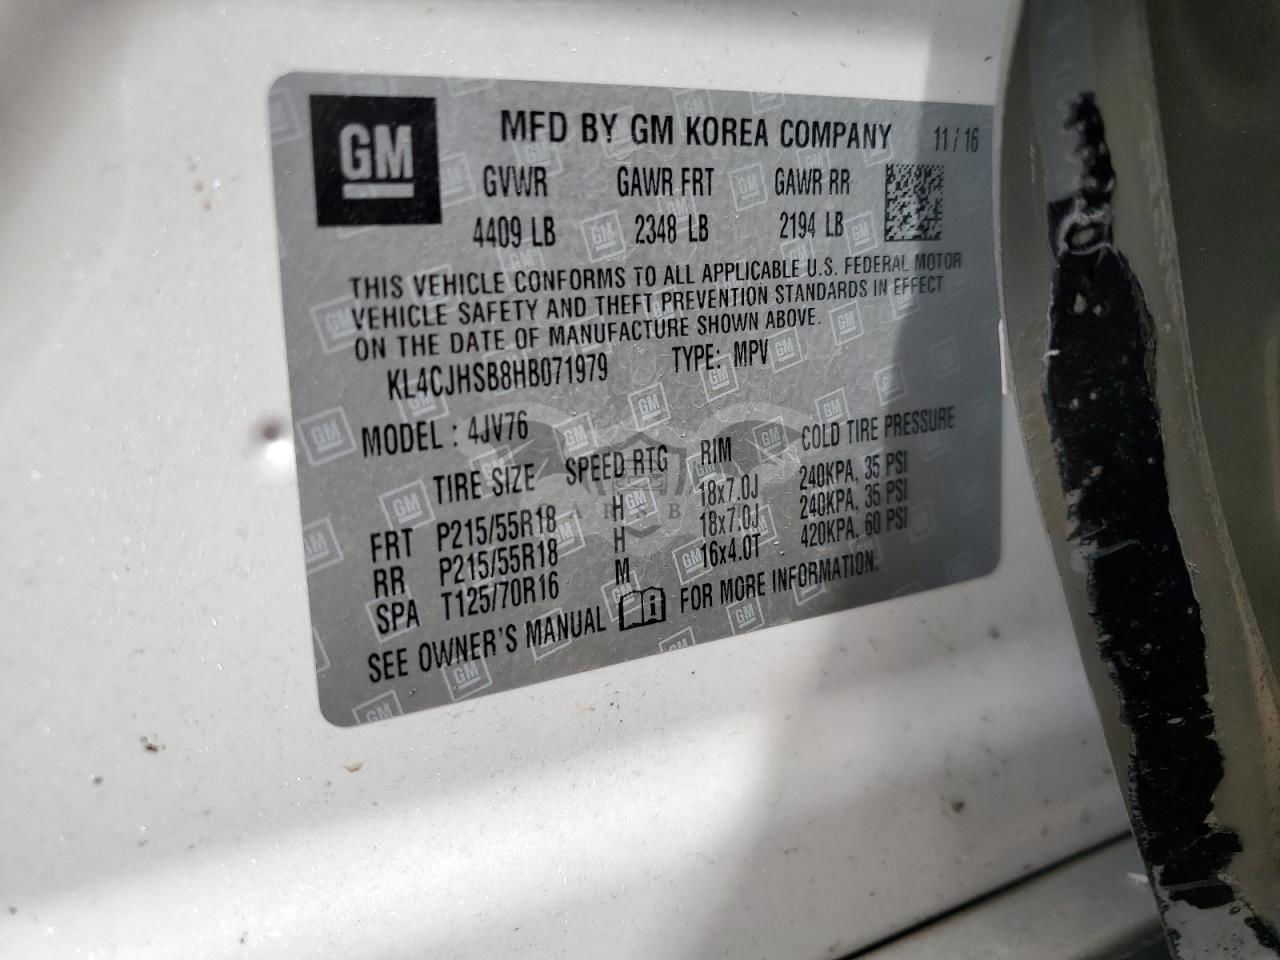 GM
MFD BY GM KOREA COMPANY 11 / 16
GVWR GAWR FRT GAWR RR
4409 LB 2348 LB 2194 LB
THIS VEHICLE CONFORMS TO ALL APPLICABLE U.S. FEDERAL MOTOR
VEHICLE SAFETY AND THEFT PREVENTION STANDARDS IN EFFECT
ON THE DATE OF MANUFACTURE SHOWN ABOVE.
KL4CJHSB8HB071979 TYPE: MPV
MODEL : 4JV76
TIRE SIZE SPEED RTG RIM COLD TIRE PRESSURE
FRT P215/55R18 H 18x7.0J 240KPA, 35 PSI
RR P215/55R18 H 18x7.0J 240KPA, 35 PSI
SPA T125/70R16 M 16x4.0T 420KPA, 60 PSI
SEE OWNER'S MANUAL FOR MORE INFORMATION.